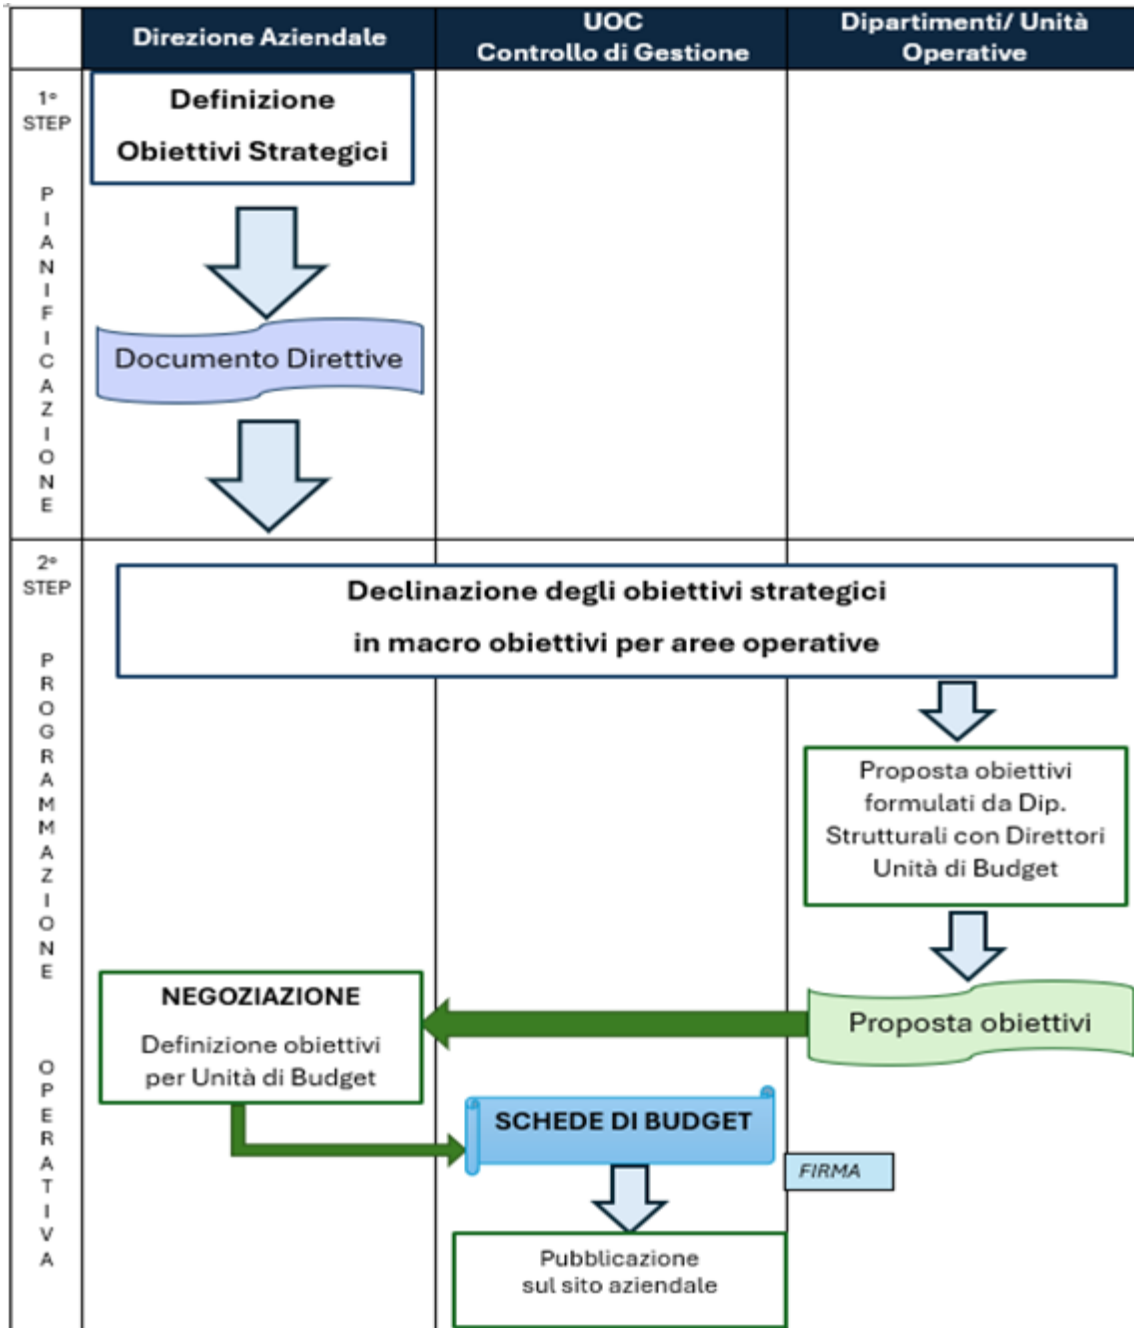 Direzione Aziendale
UOC
Controllo di Gestione
Dipartimenti/ Unità
Operative
1°
STEP
PIANIFICAZIONE
Definizione
Obiettivi Strategici
Documento Direttive
2°
STEP
PROGRAMMAZIONE
OPERATIVA
Declinazione degli obiettivi strategici
in macro obiettivi per aree operative
Proposta obiettivi
formulati da Dip.
Strutturali con Direttori
Unità di Budget
Proposta obiettivi
NEGOZIAZIONE
Definizione obiettivi
per Unità di Budget
SCHEDE DI BUDGET
FIRMA
Pubblicazione
sul sito aziendale